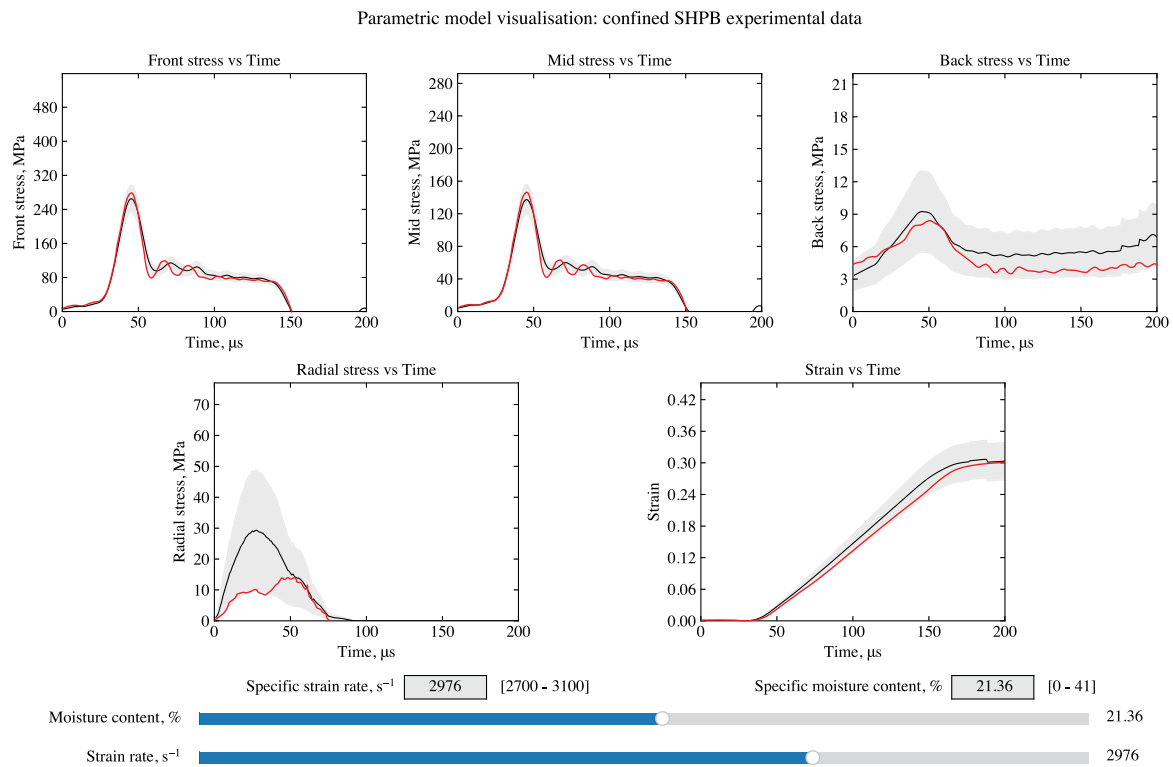 Parametric model visualisation: confined SHPB experimental data
Front stress vs Time
Mid stress vs Time
Back stress vs Time
480
400
320
240
160
80
0
Front stress, MPa
0 50 100 150 200
Time, µs
280
240
200
160
120
80
40
0
Mid stress, MPa
0 50 100 150 200
Time, µs
21
18
15
12
9
6
3
0
Back stress, MPa
0 50 100 150 200
Time, µs
Radial stress vs Time
Strain vs Time
70
60
50
40
30
20
10
0
Radial stress, MPa
0 50 100 150 200
Time, µs
0.42
0.36
0.30
0.24
0.18
0.12
0.06
0.00
Strain
0 50 100 150 200
Time, µs
Specific strain rate, s⁻¹ 2976 [2700 - 3100]
Specific moisture content, % 21.36 [0 - 41]
Moisture content, % 21.36
Strain rate, s⁻¹ 2976